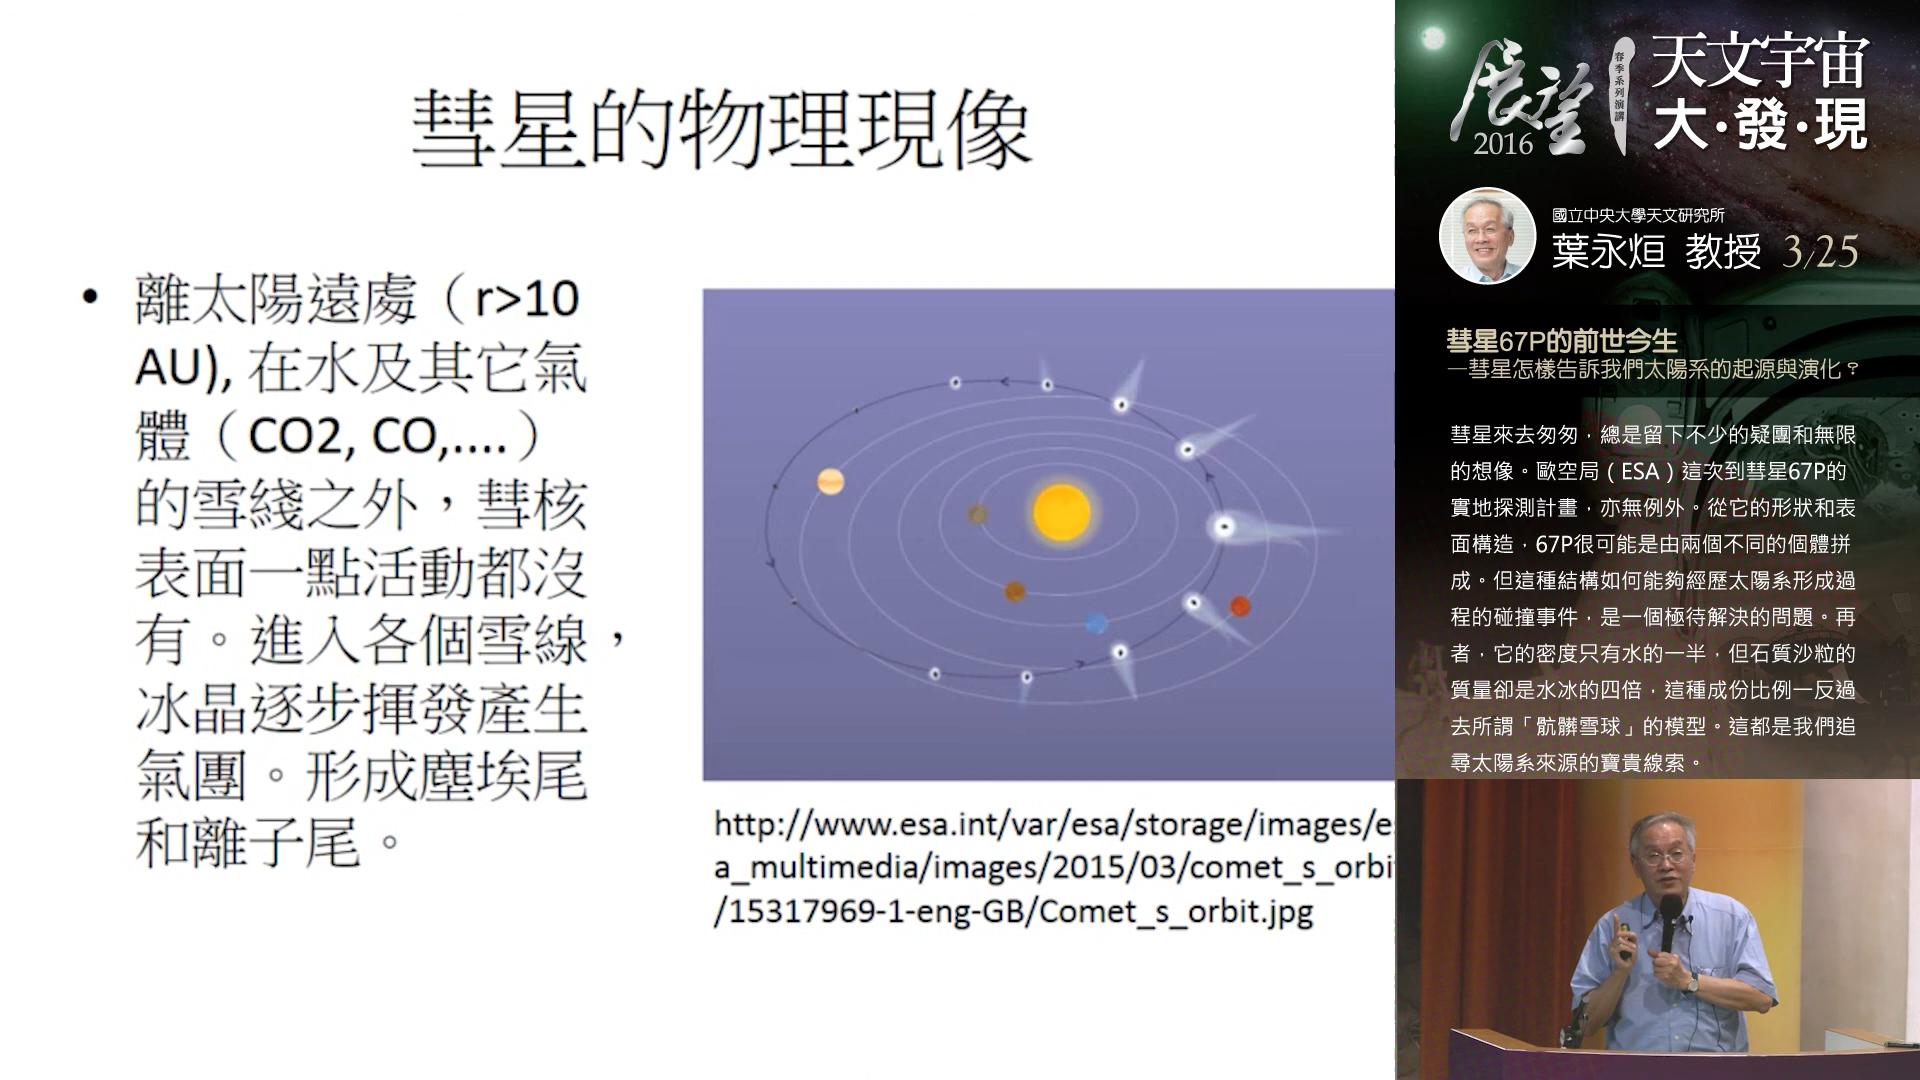 彗星的物理現像
• 離太陽遠處（r>10
AU), 在水及其它氣
體（CO2, CO,....）
的雪綫之外，彗核
表面一點活動都沒
有。進入各個雪線，
冰晶逐步揮發產生
氣團。形成塵埃尾
和離子尾。
http://www.esa.int/var/esa/storage/images/es
a_multimedia/images/2015/03/comet_s_orbit
/15317969-1-eng-GB/Comet_s_orbit.jpg
展望
2016
春季系列演講
天文宇宙
大·發·現
國立中央大學天文研究所
葉永烜 教授 3/25
彗星67P的前世今生
—彗星怎樣告訴我們太陽系的起源與演化？
彗星來去匆匆，總是留下不少的疑團和無限
的想像。歐空局（ESA）這次到彗星67P的
實地探測計畫，亦無例外。從它的形狀和表
面構造，67P很可能是由兩個不同的個體拼
成。但這種結構如何能夠經歷太陽系形成過
程的碰撞事件，是一個極待解決的問題。再
者，它的密度只有水的一半，但石質沙粒的
質量卻是水冰的四倍，這種成份比例一反過
去所謂「骯髒雪球」的模型。這都是我們追
尋太陽系來源的寶貴線索。